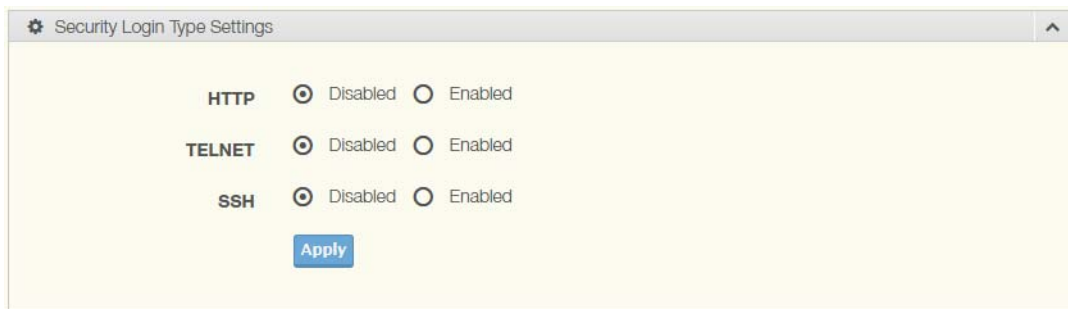 Security Login Type Settings
HTTP Disabled Enabled
TELNET Disabled Enabled
SSH Disabled Enabled
Apply